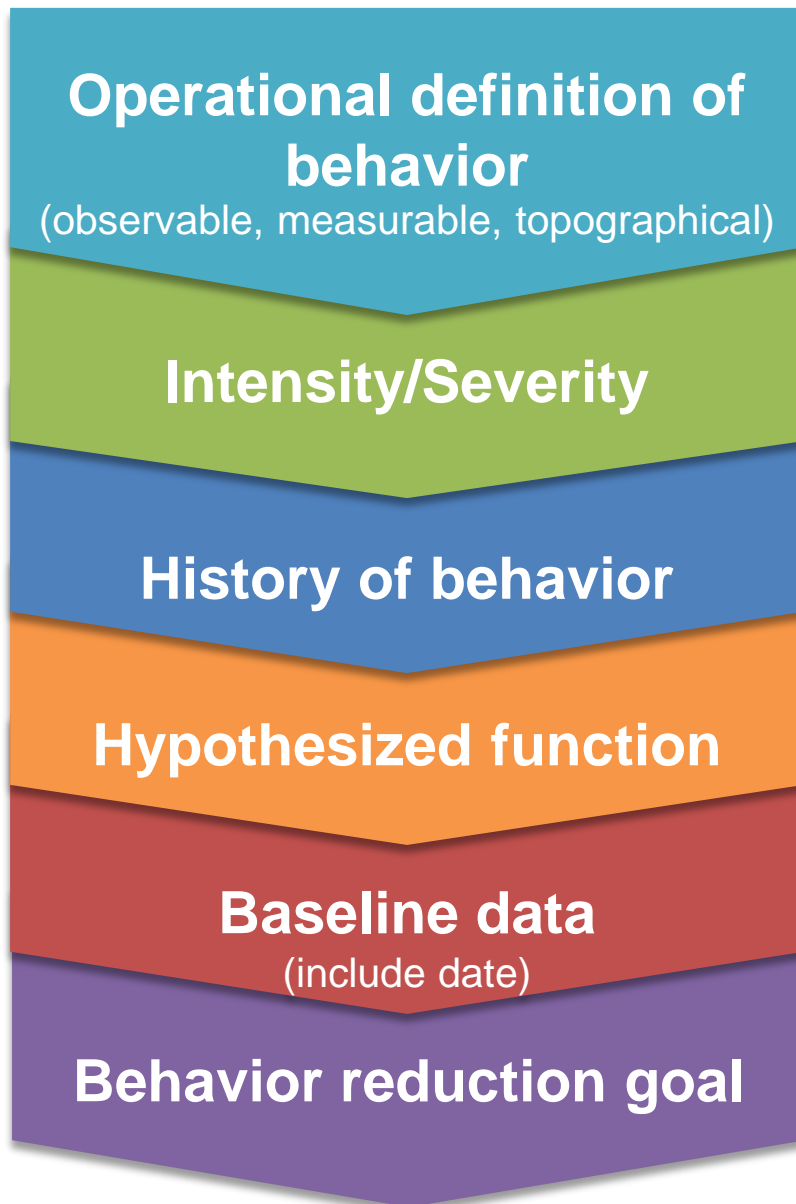 Operational definition of
behavior
(observable, measurable, topographical)
Intensity/Severity
History of behavior
Hypothesized function
Baseline data
(include date)
Behavior reduction goal